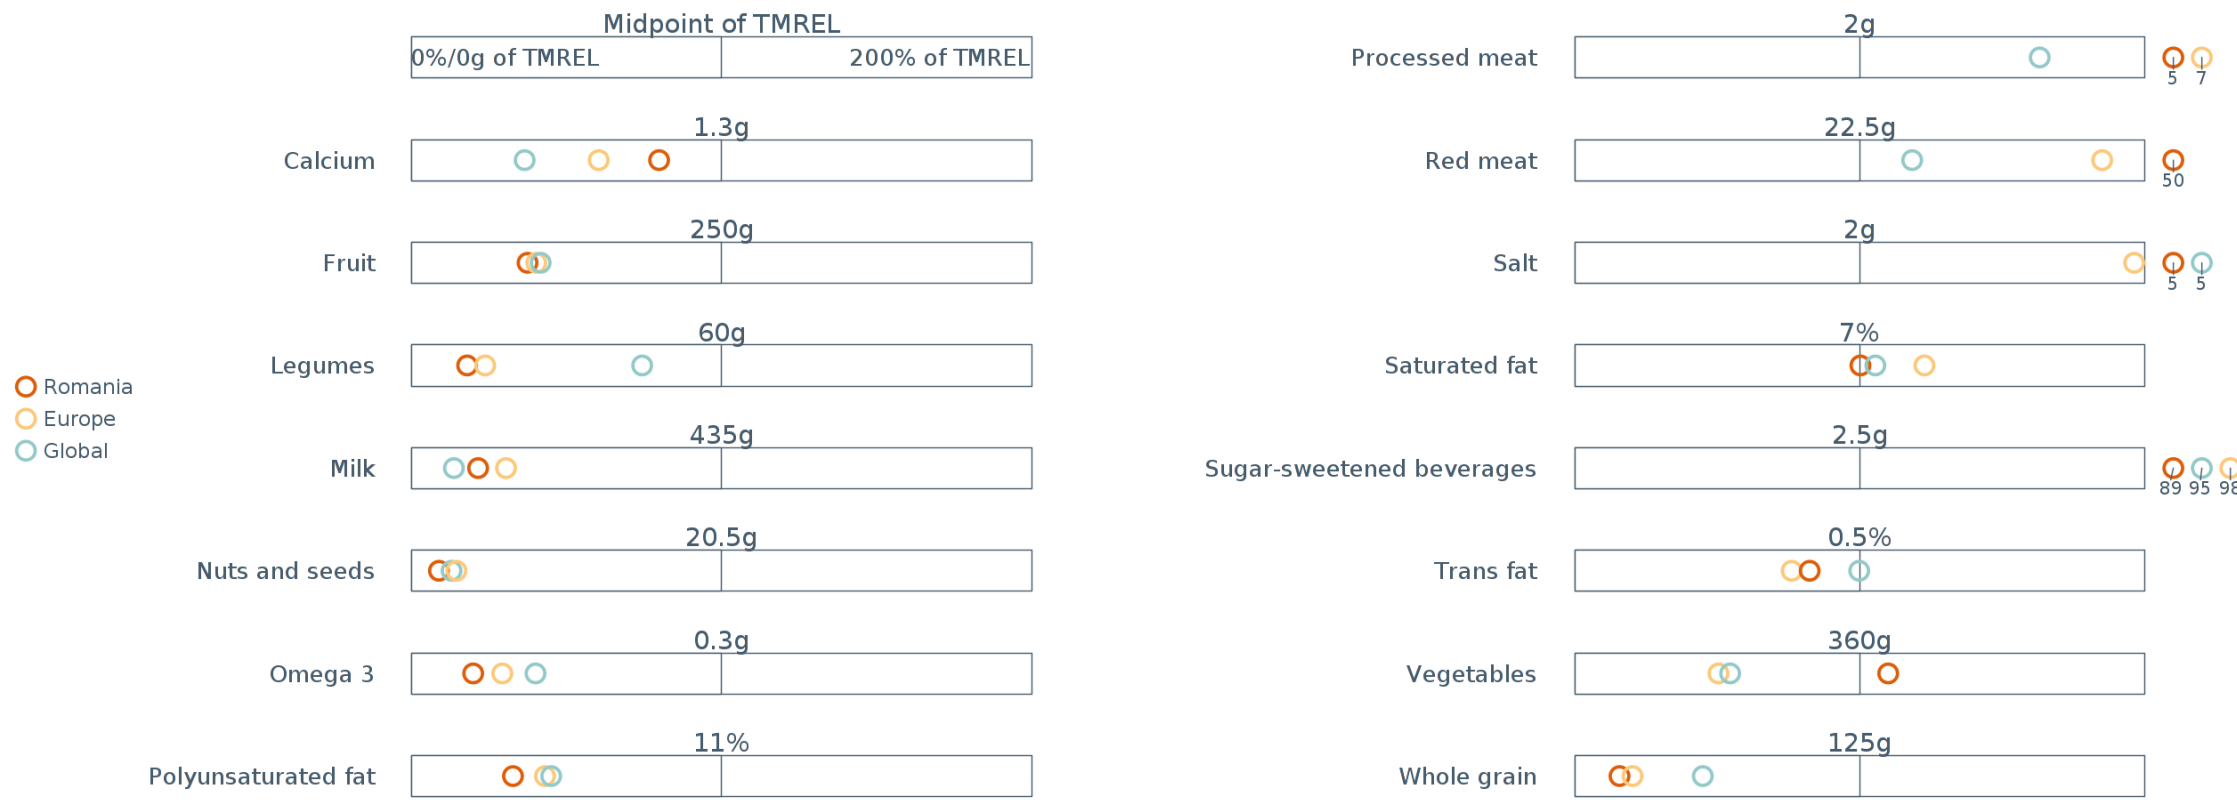 Midpoint of TMREL
0%/0g of TMREL 200% of TMREL
1.3g
Calcium
250g
Fruit
60g
Legumes
Romania
Europe
Global
435g
Milk
20.5g
Nuts and seeds
0.3g
Omega 3
11%
Polyunsaturated fat
2g
Processed meat
5 7
22.5g
Red meat
50
2g
Salt
5 5
7%
Saturated fat
2.5g
Sugar-sweetened beverages
89 95 98
0.5%
Trans fat
360g
Vegetables
125g
Whole grain